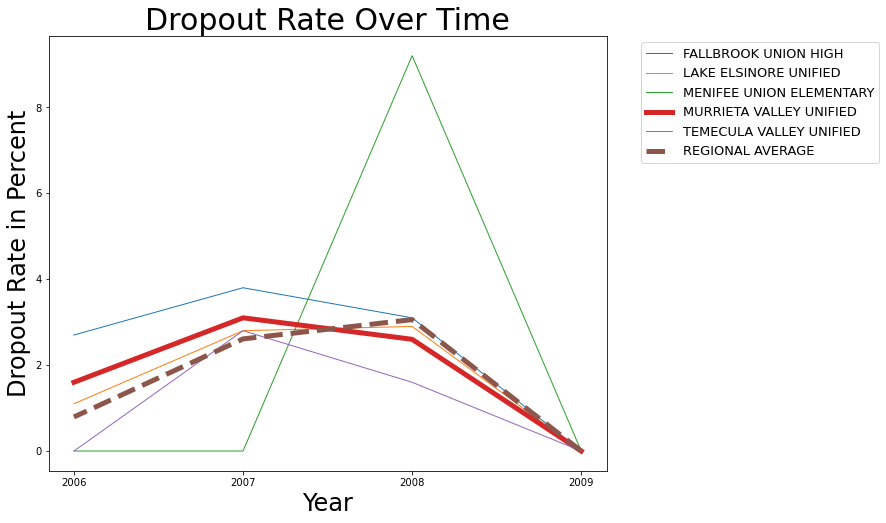 Dropout Rate Over Time
Dropout Rate in Percent
8
6
4
2
0
2006
2007
2008
2009
Year
FALLBROOK UNION HIGH
LAKE ELSINORE UNIFIED
MENIFEE UNION ELEMENTARY
MURRIETA VALLEY UNIFIED
TEMECULA VALLEY UNIFIED
REGIONAL AVERAGE